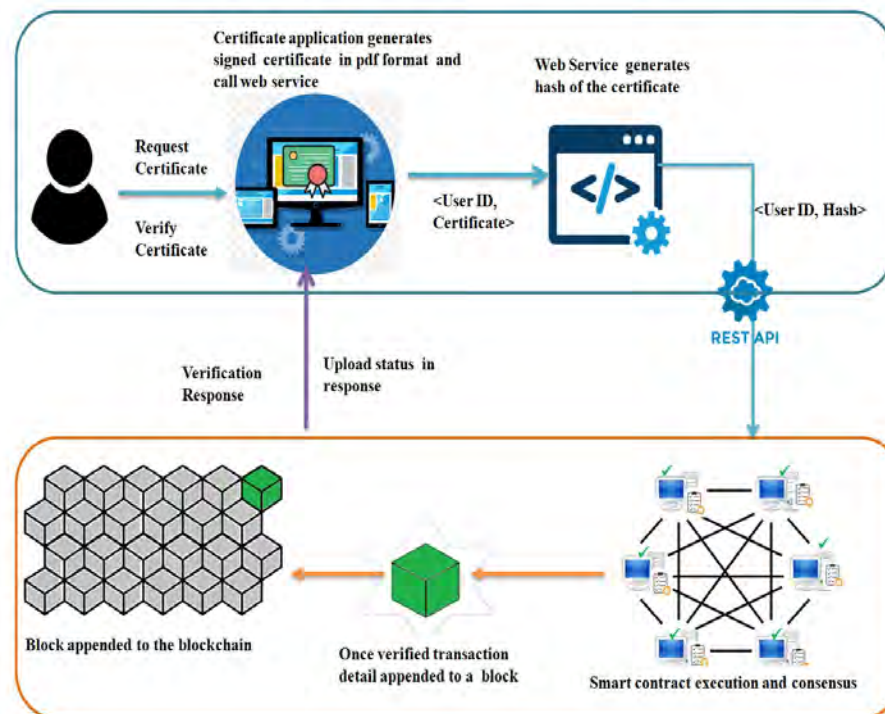 Certificate application generates
signed certificate in pdf format and
call web service
Web Service generates
hash of the certificate
Request
Certificate
Verify
Certificate
</>
<User ID,
Certificate>
<User ID, Hash>
REST API
Verification
Response
Upload status in
response
Block appended to the blockchain
Once verified transaction
detail appended to a block
Smart contract execution and consensus